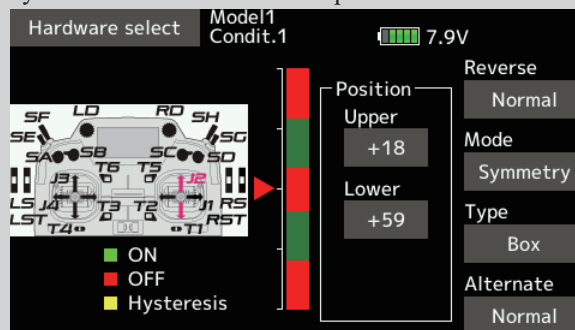 Hardware select
Model1
Condit.1
7.9V
SF LD RD SH
SE SG
SA SB SC SD
T6 T5
J3 J2
LS J4 T3 T2 J1 RS
LST RST
T4 T1
ON
OFF
Hysteresis
Position
Upper
+18
Lower
+59
Reverse
Normal
Mode
Symmetry
Type
Box
Alternate
Normal